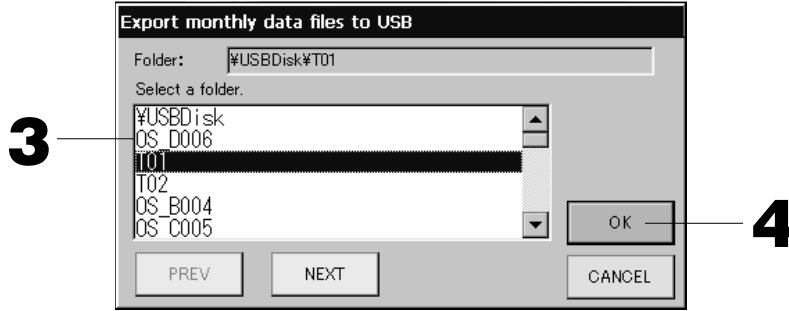 Export monthly data files to USB
Folder: ¥USBDisk¥T01
Select a folder.
¥USBDisk
OS_D006
T01
T02
OS_B004
OS_C005
PREV
NEXT
OK
CANCEL
3
4